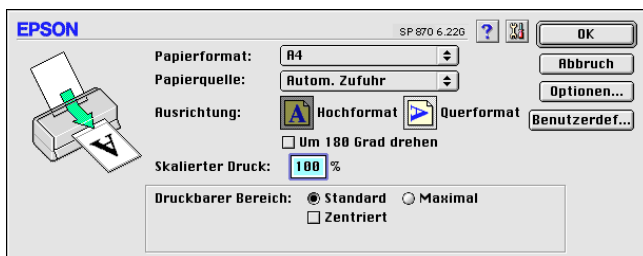 EPSON
SP 870 6.22G
OK
Papierformat: A4
Abbruch
Papierquelle: Autom. Zufuhr
Optionen...
Ausrichtung: Hochformat Querformat
Benutzerdef...
Um 180 Grad drehen
Skalierter Druck: 100 %
Druckbarer Bereich: Standard Maximal
Zentriert